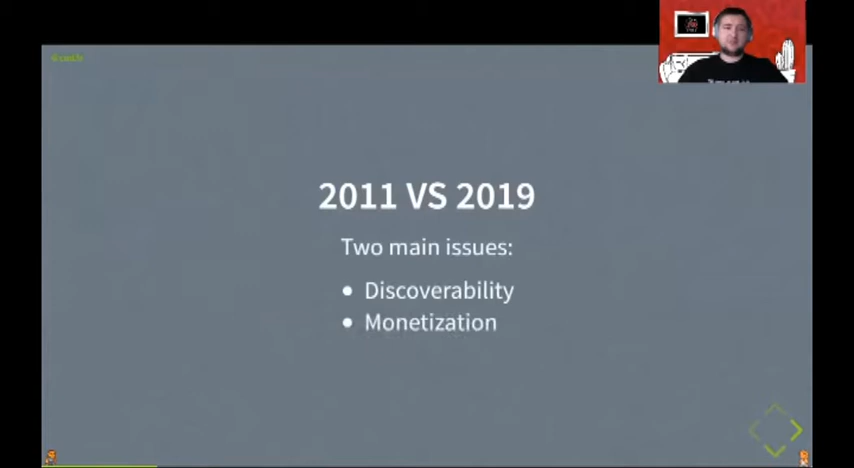 2011 VS 2019
Two main issues:
Discoverability
Monetization